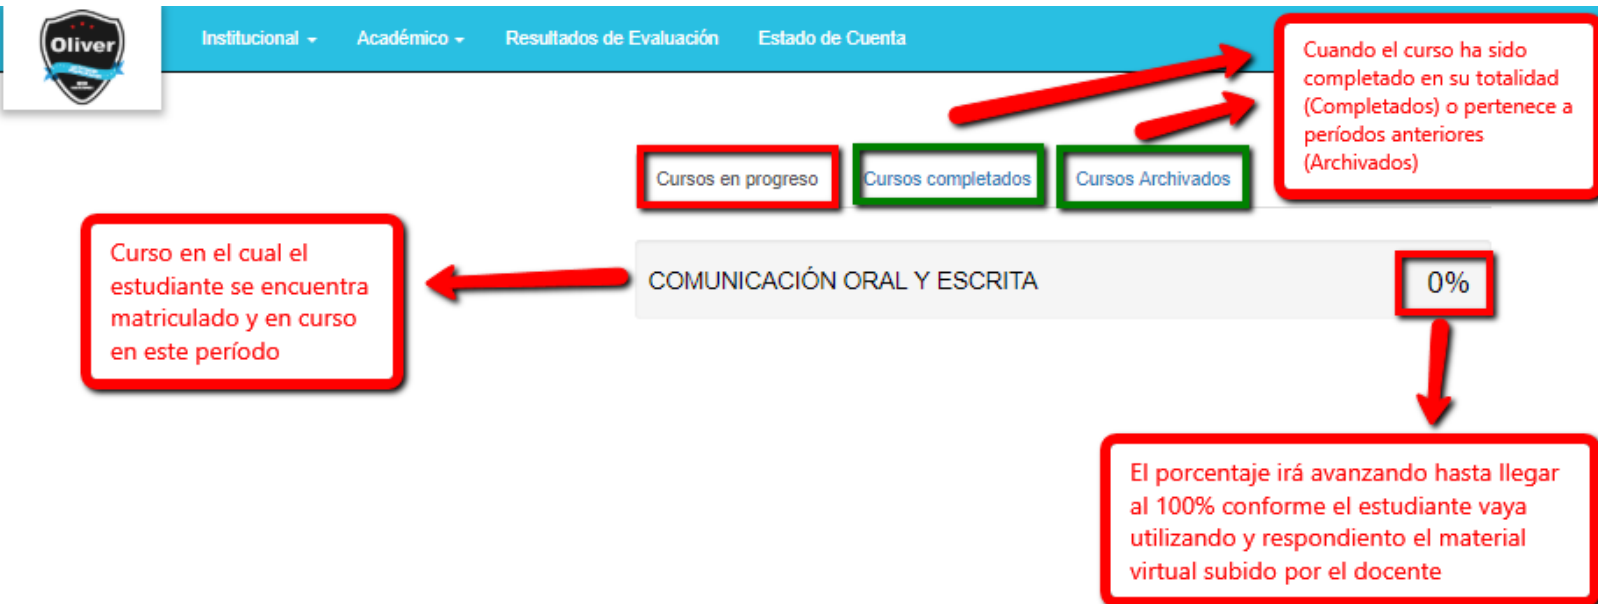 Oliver
Institucional
Académico
Resultados de Evaluación
Estado de Cuenta
Cuando el curso ha sido
completado en su totalidad
(Completados) o pertenece a
períodos anteriores
(Archivados)
Cursos en progreso
Cursos completados
Cursos Archivados
Curso en el cual el
estudiante se encuentra
matriculado y en curso
en este período
COMUNICACIÓN ORAL Y ESCRITA
0%
El porcentaje irá avanzando hasta llegar
al 100% conforme el estudiante vaya
utilizando y respondiento el material
virtual subido por el docente